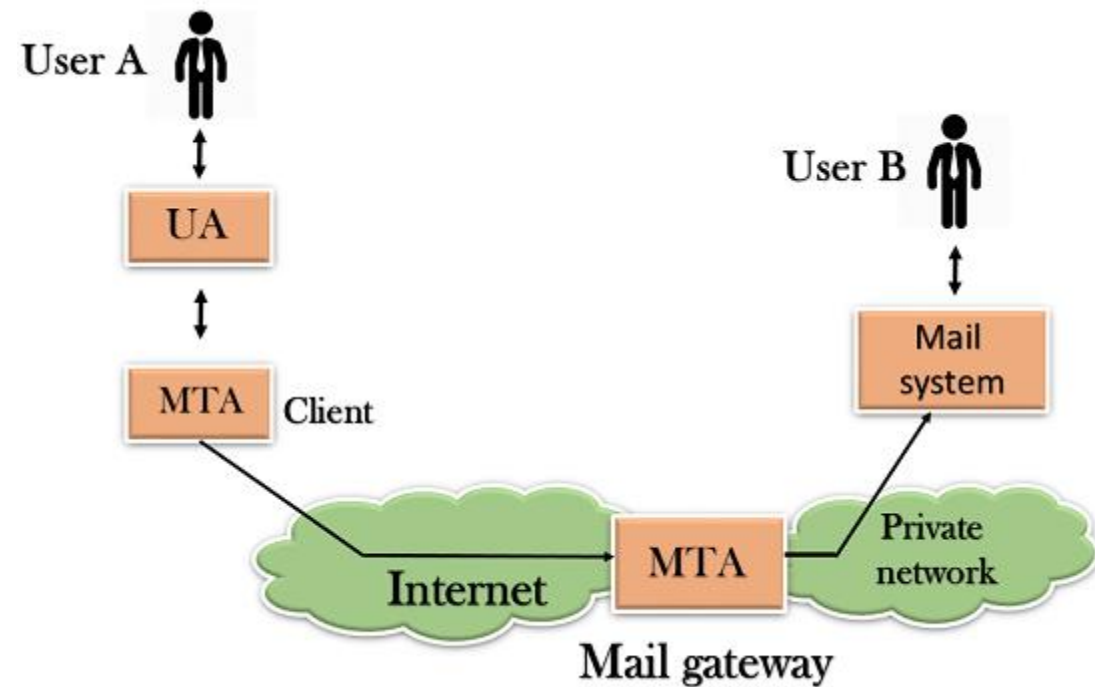 User A
UA
MTA
Client
User B
Mail
system
Internet
MTA
Private
network
Mail gateway